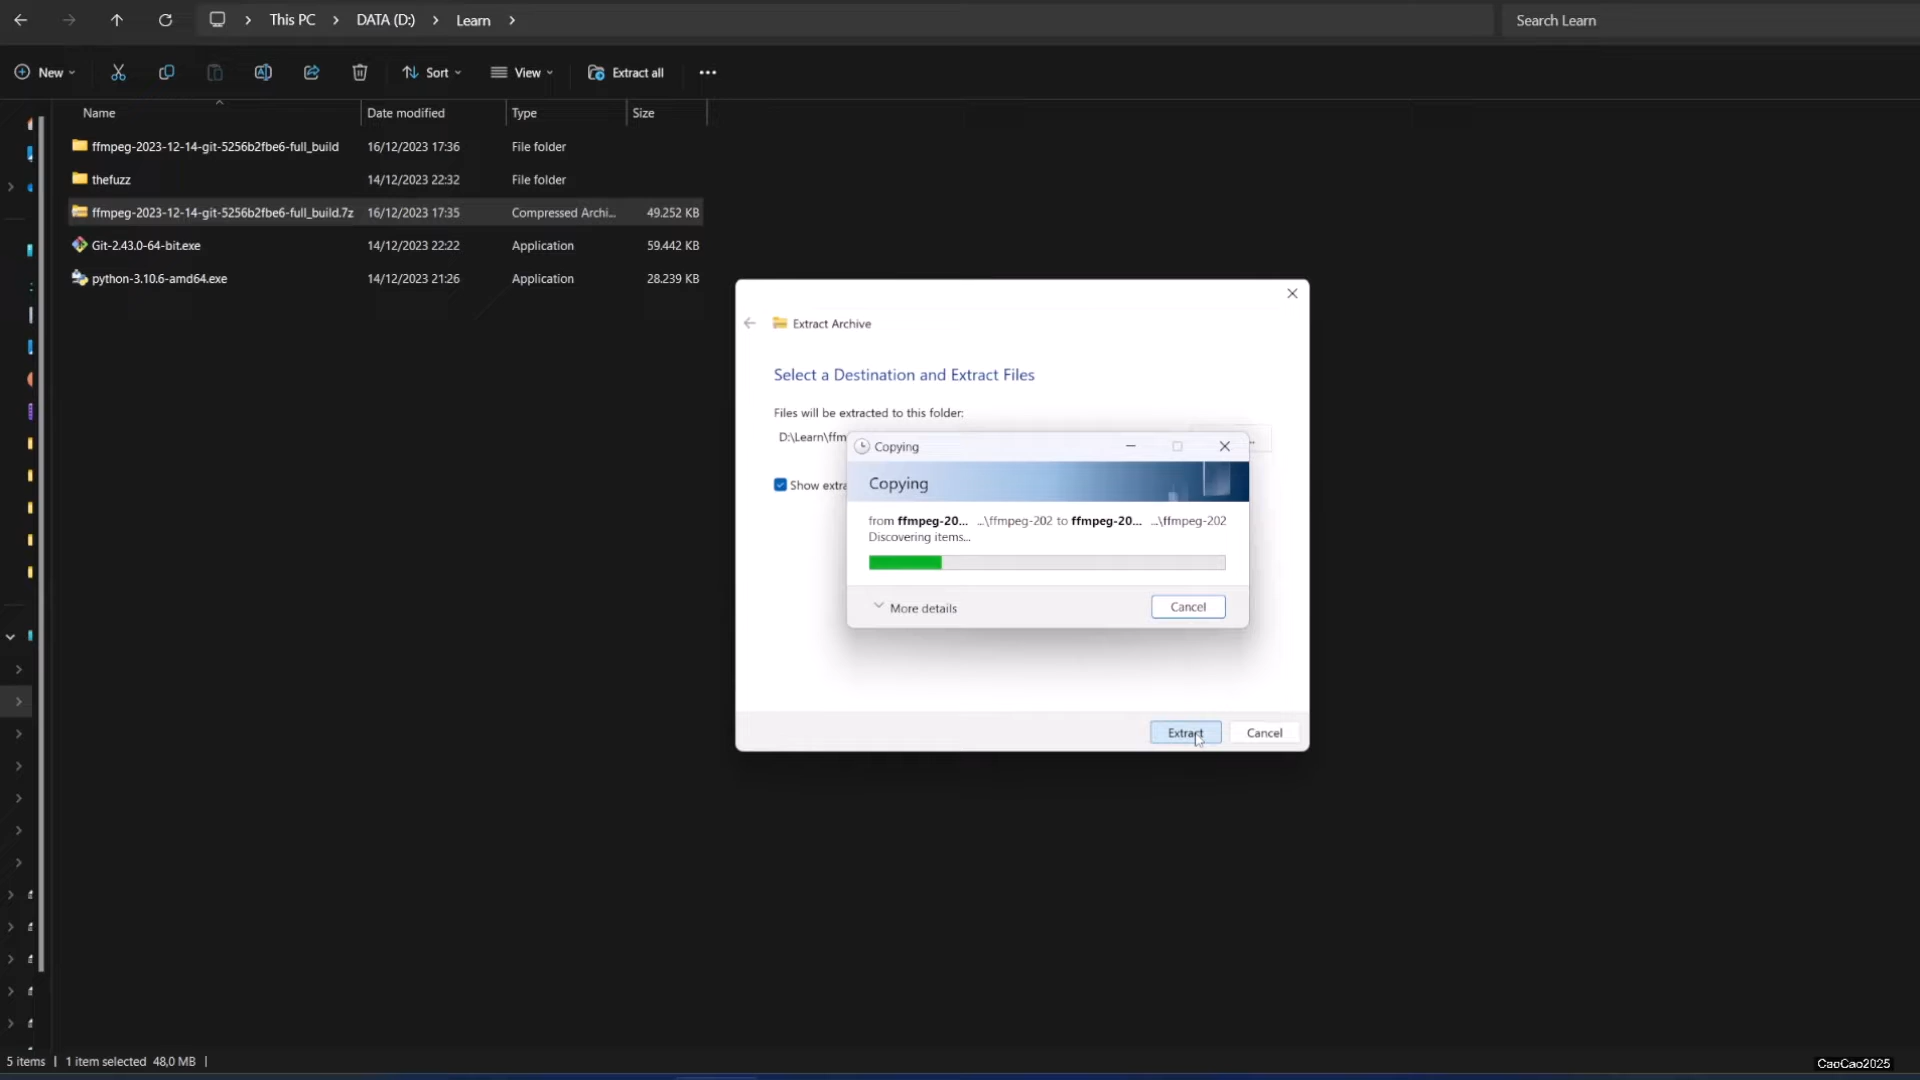 This PC > DATA (D:) > Learn >
Search Learn
New
Sort
View
Extract all
Name Date modified Type Size
ffmpeg-2023-12-14-git-5256b2fbe6-full_build 16/12/2023 17:36 File folder
thefuzz 14/12/2023 22:32 File folder
ffmpeg-2023-12-14-git-5256b2fbe6-full_build.7z 16/12/2023 17:35 Compressed Archi... 49.252 KB
Git-2.43.0-64-bit.exe 14/12/2023 22:22 Application 59.442 KB
python-3.10.6-amd64.exe 14/12/2023 21:26 Application 28.239 KB
Extract Archive
Select a Destination and Extract Files
Files will be extracted to this folder:
D:\Learn\ffm
Show extra
Copying
Copying
from ffmpeg-20... ...\ffmpeg-202 to ffmpeg-20... ...\ffmpeg-202
Discovering items...
More details
Cancel
Extract
Cancel
5 items | 1 item selected 48,0 MB |
CaoCao2025